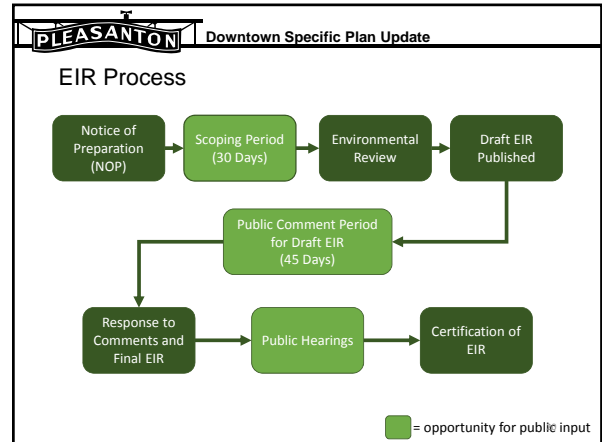 PLEASANTON
Downtown Specific Plan Update
EIR Process
Notice of
Preparation
(NOP)
Scoping Period
(30 Days)
Environmental
Review
Draft EIR
Published
Public Comment Period
for Draft EIR
(45 Days)
Response to
Comments and
Final EIR
Public Hearings
Certification of
EIR
= opportunity for public input